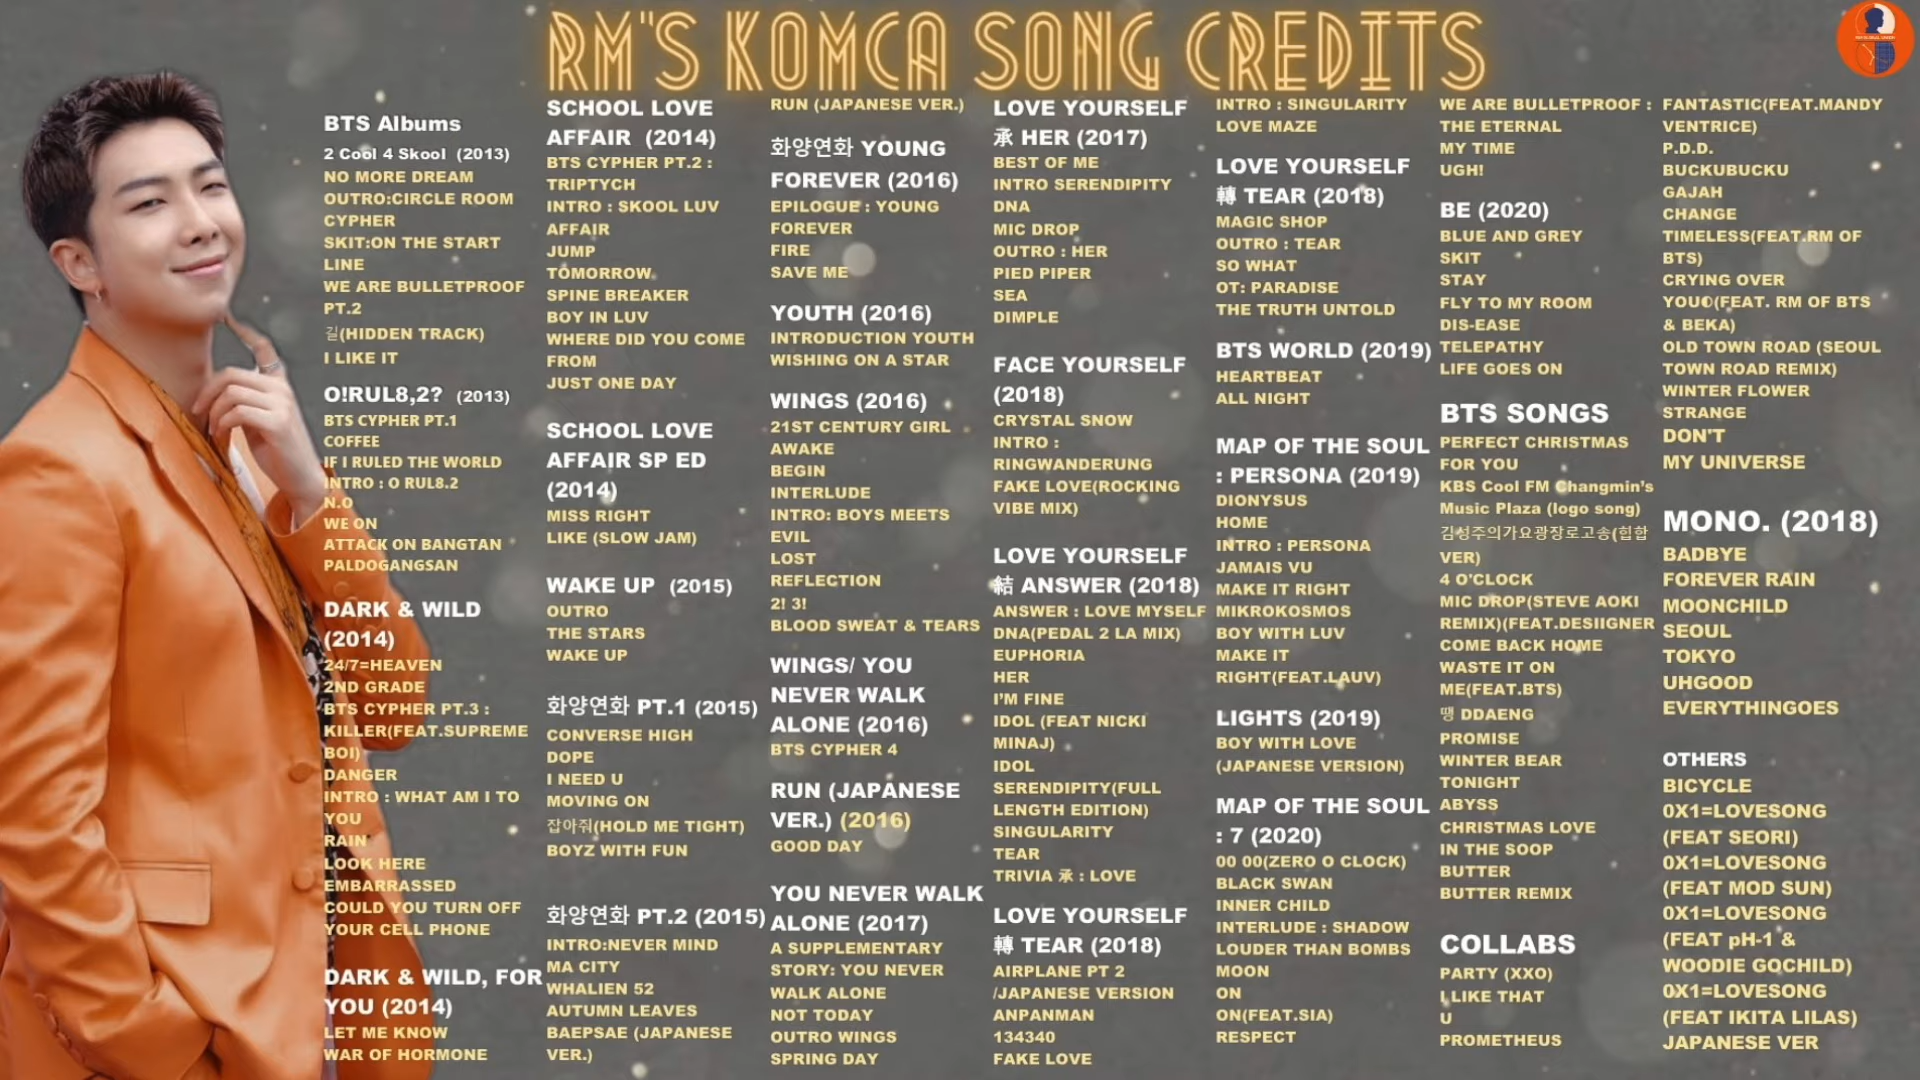 RM'S KOMCA SONG CREDITS
BTS Albums
2 Cool 4 Skool (2013)
NO MORE DREAM
OUTRO:CIRCLE ROOM
CYPHER
SKIT:ON THE START
LINE
WE ARE BULLETPROOF
PT.2
길(HIDDEN TRACK)
I LIKE IT
O!RUL8,2? (2013)
BTS CYPHER PT.1
COFFEE
IF I RULED THE WORLD
INTRO : O RUL8.2
N.O
WE ON
ATTACK ON BANGTAN
PALDOGANGSAN
DARK & WILD
(2014)
24/7=HEAVEN
2ND GRADE
BTS CYPHER PT.3 :
KILLER(FEAT.SUPREME
BOI)
DANGER
INTRO : WHAT AM I TO
YOU
RAIN
LOOK HERE
EMBARRASSED
COULD YOU TURN OFF
YOUR CELL PHONE
DARK & WILD, FOR
YOU (2014)
LET ME KNOW
WAR OF HORMONE
SCHOOL LOVE
AFFAIR (2014)
BTS CYPHER PT.2 :
TRIPTYCH
INTRO : SKOOL LUV
AFFAIR
JUMP
TOMORROW
SPINE BREAKER
BOY IN LUV
WHERE DID YOU COME
FROM
JUST ONE DAY
SCHOOL LOVE
AFFAIR SP ED
(2014)
MISS RIGHT
LIKE (SLOW JAM)
WAKE UP (2015)
OUTRO
THE STARS
WAKE UP
화양연화 PT.1 (2015)
CONVERSE HIGH
DOPE
I NEED U
MOVING ON
잡아줘(HOLD ME TIGHT)
BOYZ WITH FUN
화양연화 PT.2 (2015)
INTRO:NEVER MIND
MA CITY
WHALIEN 52
AUTUMN LEAVES
BAEPSAE (JAPANESE
VER.)
RUN (JAPANESE VER.)
화양연화 YOUNG
FOREVER (2016)
EPILOGUE : YOUNG
FOREVER
FIRE
SAVE ME
YOUTH (2016)
INTRODUCTION YOUTH
WISHING ON A STAR
WINGS (2016)
21ST CENTURY GIRL
AWAKE
BEGIN
INTERLUDE
INTRO: BOYS MEETS
EVIL
LOST
REFLECTION
2! 3!
BLOOD SWEAT & TEARS
WINGS/ YOU
NEVER WALK
ALONE (2016)
BTS CYPHER 4
RUN (JAPANESE
VER.) (2016)
GOOD DAY
YOU NEVER WALK
ALONE (2017)
A SUPPLEMENTARY
STORY: YOU NEVER
WALK ALONE
NOT TODAY
OUTRO WINGS
SPRING DAY
LOVE YOURSELF
承 HER (2017)
BEST OF ME
INTRO SERENDIPITY
DNA
MIC DROP
OUTRO : HER
PIED PIPER
SEA
DIMPLE
FACE YOURSELF
(2018)
CRYSTAL SNOW
INTRO :
RINGWANDERUNG
FAKE LOVE(ROCKING
VIBE MIX)
LOVE YOURSELF
結 ANSWER (2018)
ANSWER : LOVE MYSELF
DNA(PEDAL 2 LA MIX)
EUPHORIA
HER
I'M FINE
IDOL (FEAT NICKI
MINAJ)
IDOL
SERENDIPITY(FULL
LENGTH EDITION)
SINGULARITY
TEAR
TRIVIA 承 : LOVE
LOVE YOURSELF
轉 TEAR (2018)
AIRPLANE PT 2
/JAPANESE VERSION
ANPANMAN
134340
FAKE LOVE
INTRO : SINGULARITY
LOVE MAZE
LOVE YOURSELF
轉 TEAR (2018)
MAGIC SHOP
OUTRO : TEAR
SO WHAT
OT: PARADISE
THE TRUTH UNTOLD
BTS WORLD (2019)
HEARTBEAT
ALL NIGHT
MAP OF THE SOUL
: PERSONA (2019)
DIONYSUS
HOME
INTRO : PERSONA
JAMAIS VU
MAKE IT RIGHT
MIKROKOSMOS
BOY WITH LUV
MAKE IT
RIGHT(FEAT.LAUV)
LIGHTS (2019)
BOY WITH LOVE
(JAPANESE VERSION)
MAP OF THE SOUL
: 7 (2020)
00 00(ZERO O CLOCK)
BLACK SWAN
INNER CHILD
INTERLUDE : SHADOW
LOUDER THAN BOMBS
MOON
ON
ON(FEAT.SIA)
RESPECT
WE ARE BULLETPROOF :
THE ETERNAL
MY TIME
UGH!
BE (2020)
BLUE AND GREY
SKIT
STAY
FLY TO MY ROOM
DIS-EASE
TELEPATHY
LIFE GOES ON
BTS SONGS
PERFECT CHRISTMAS
FOR YOU
KBS Cool FM Changmin's
Music Plaza (logo song)
김성주의가요광장로고송(힙합
VER)
4 O'CLOCK
MIC DROP(STEVE AOKI
REMIX)(FEAT.DESIIGNER
COME BACK HOME
WASTE IT ON
ME(FEAT.BTS)
땡 DDAENG
PROMISE
WINTER BEAR
TONIGHT
ABYSS
CHRISTMAS LOVE
IN THE SOOP
BUTTER
BUTTER REMIX
COLLABS
PARTY (XXO)
I LIKE THAT
U
PROMETHEUS
FANTASTIC(FEAT.MANDY
VENTRICE)
P.D.D.
BUCKUBUCKU
GAJAH
CHANGE
TIMELESS(FEAT.RM OF
BTS)
CRYING OVER
YOU◐(FEAT. RM OF BTS
& BEKA)
OLD TOWN ROAD (SEOUL
TOWN ROAD REMIX)
WINTER FLOWER
STRANGE
DON'T
MY UNIVERSE
MONO. (2018)
BADBYE
FOREVER RAIN
MOONCHILD
SEOUL
TOKYO
UHGOOD
EVERYTHINGOES
OTHERS
BICYCLE
0X1=LOVESONG
(FEAT SEORI)
0X1=LOVESONG
(FEAT MOD SUN)
0X1=LOVESONG
(FEAT pH-1 &
WOODIE GOCHILD)
0X1=LOVESONG
(FEAT IKITA LILAS)
JAPANESE VER